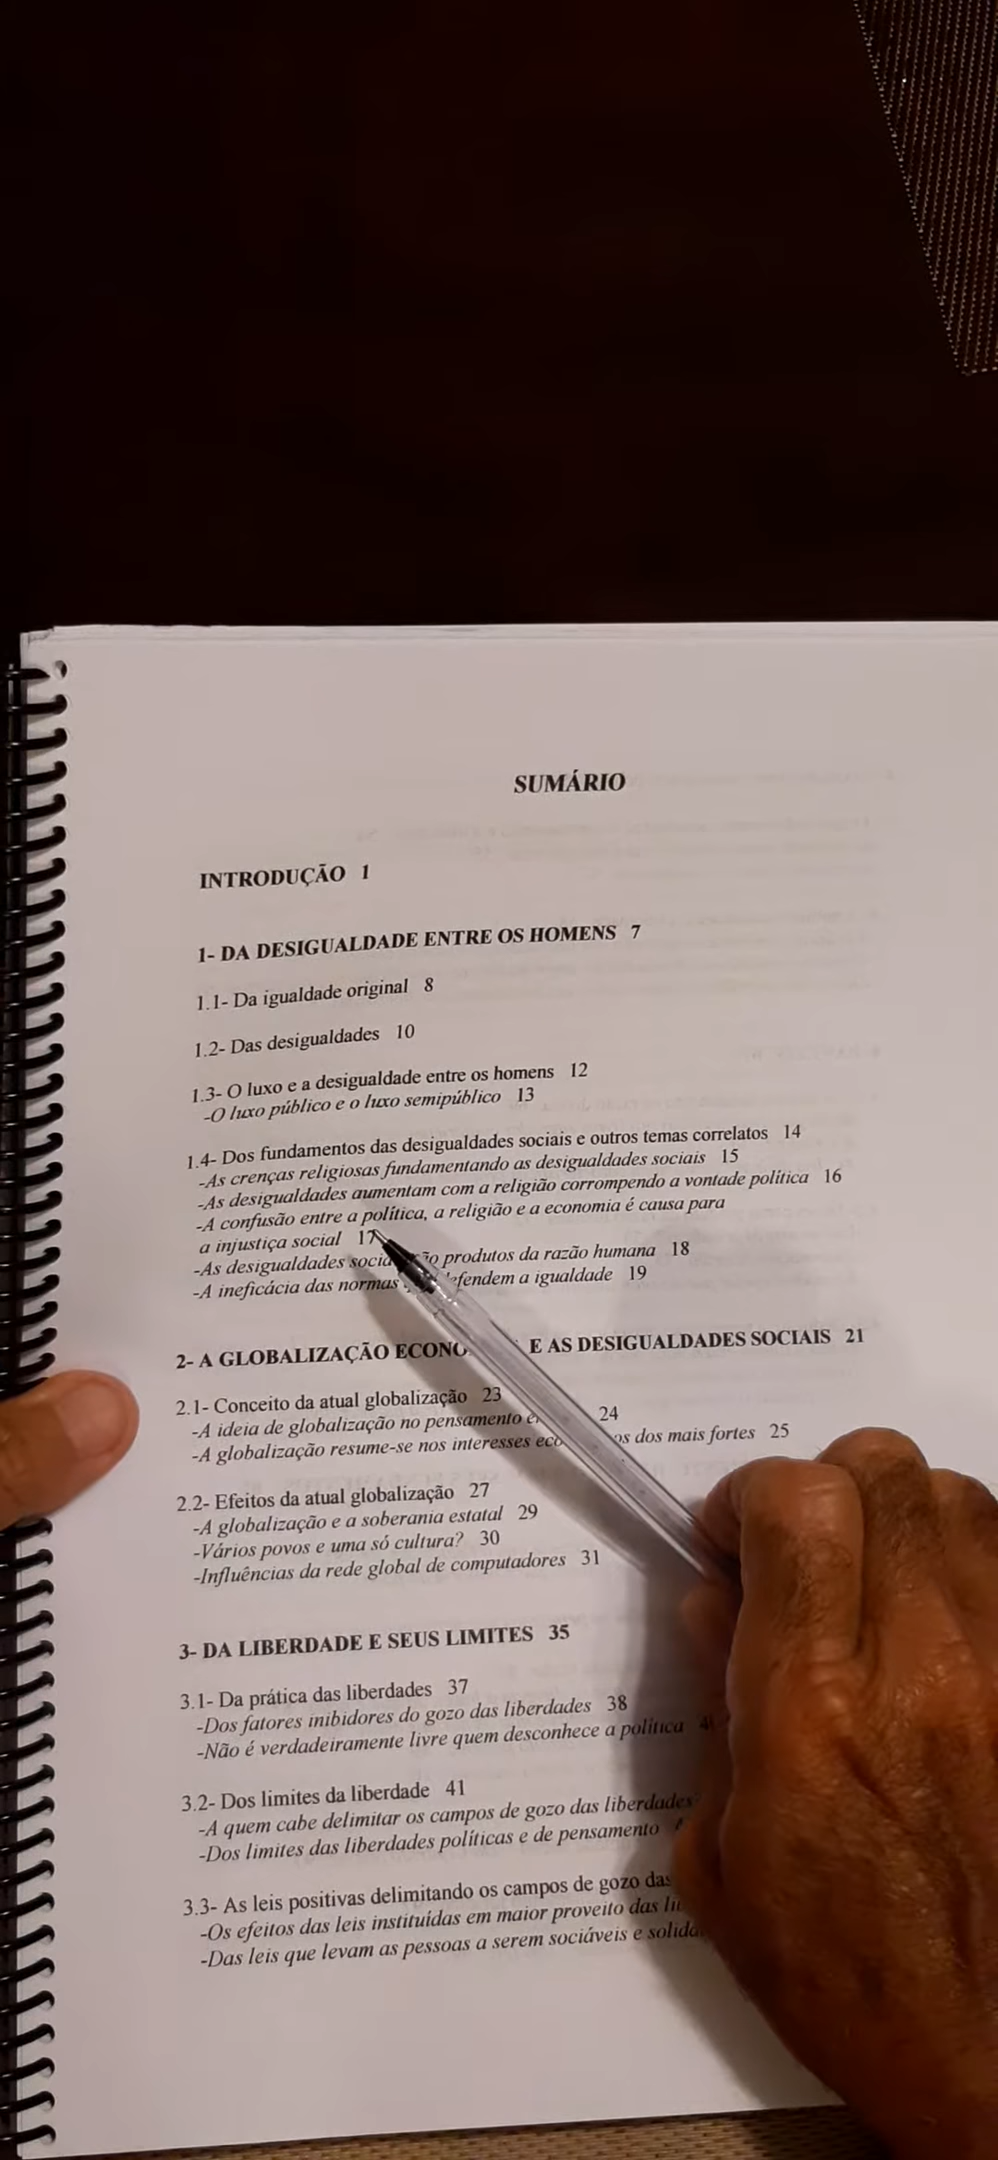 SUMÁRIO
INTRODUÇÃO 1
1- DA DESIGUALDADE ENTRE OS HOMENS 7
1.1- Da igualdade original 8
1.2- Das desigualdades 10
1.3- O luxo e a desigualdade entre os homens 12
-O luxo público e o luxo semipúblico 13
1.4- Dos fundamentos das desigualdades sociais e outros temas correlatos 14
-As crenças religiosas fundamentando as desigualdades sociais 15
-As desigualdades aumentam com a religião corrompendo a vontade política 16
-A confusão entre a política, a religião e a economia é causa para
a injustiça social 17
-As desigualdades produtos da razão humana 18
-A ineficácia das normas a igualdade 19
2- A GLOBALIZAÇÃO E AS DESIGUALDADES SOCIAIS 21
2.1- Conceito da atual globalização 23
-A ideia de globalização no pensamento 24
-A globalização resume-se nos interesses dos mais fortes 25
2.2- Efeitos da atual globalização 27
-A globalização e a soberania estatal 29
-Vários povos e uma só cultura? 30
-Influências da rede global de computadores 31
3- DA LIBERDADE E SEUS LIMITES 35
3.1- Da prática das liberdades 37
-Dos fatores inibidores do gozo das liberdades 38
-Não é verdadeiramente livre quem desconhece a política
3.2- Dos limites da liberdade 41
-A quem cabe delimitar os campos de gozo das liberdades
-Dos limites das liberdades políticas e de pensamento
3.3- As leis positivas delimitando os campos de gozo das
-Os efeitos das leis instituídas em maior proveito das
-Das leis que levam as pessoas a serem sociáveis e